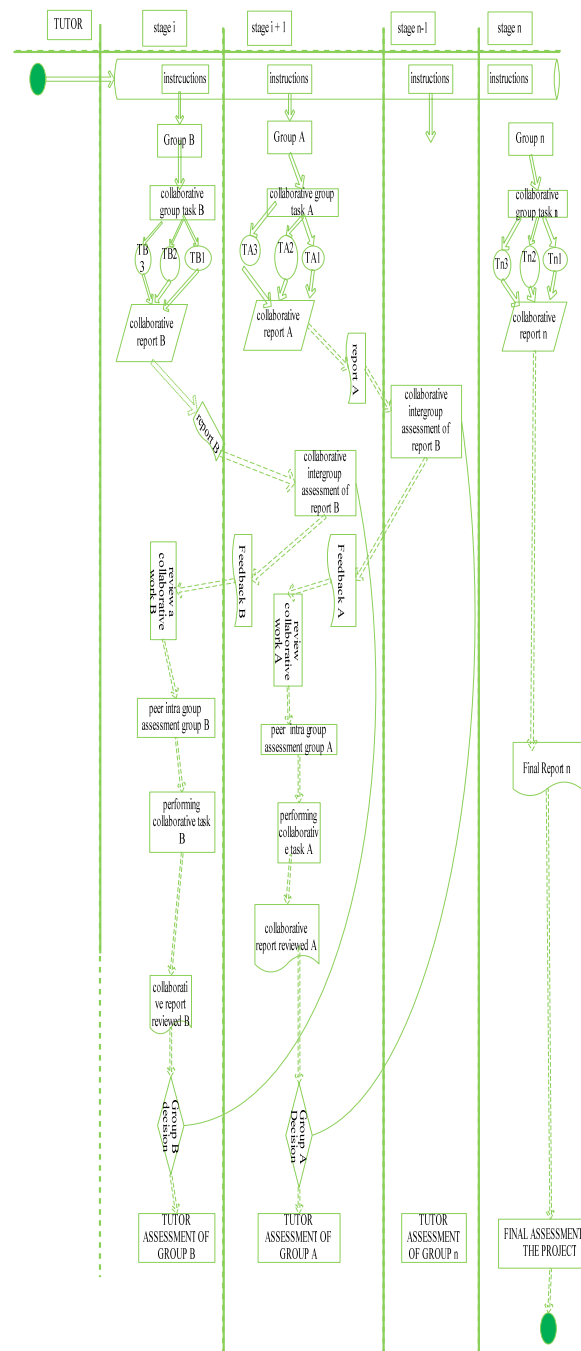 TUTOR
stage i
stage i + 1
stage n-1
stage n
instructions
instructions
instructions
instructions
Group B
Group A
Group n
collaborative
group task B
collaborative group
task A
collaborative
group task n
TB
3
TB2
TB1
TA3
TA2
TA1
Tn3
Tn2
Tn1
collaborative
report B
collaborative
report A
collaborative
report n
report A
report B
collaborative
intergroup
assessment of
report B
collaborative
intergroup
assessment of
report B
Feedback B
Feedback A
review a
collaborative
work B
review
collaborative
work A
peer intra group
assessment group B
peer intra group
assessment group A
Final Report n
performing
collaborative task
B
performing
collaborativ
e task A
collaborative
report reviewed A
collaborati
ve report
reviewed B
Group B
decision
Group A
Decision
TUTOR
ASSESSMENT OF
GROUP B
TUTOR
ASSESSMENT OF
GROUP A
TUTOR
ASSESSMENT
OF GROUP n
FINAL ASSESSMENT
THE PROJECT